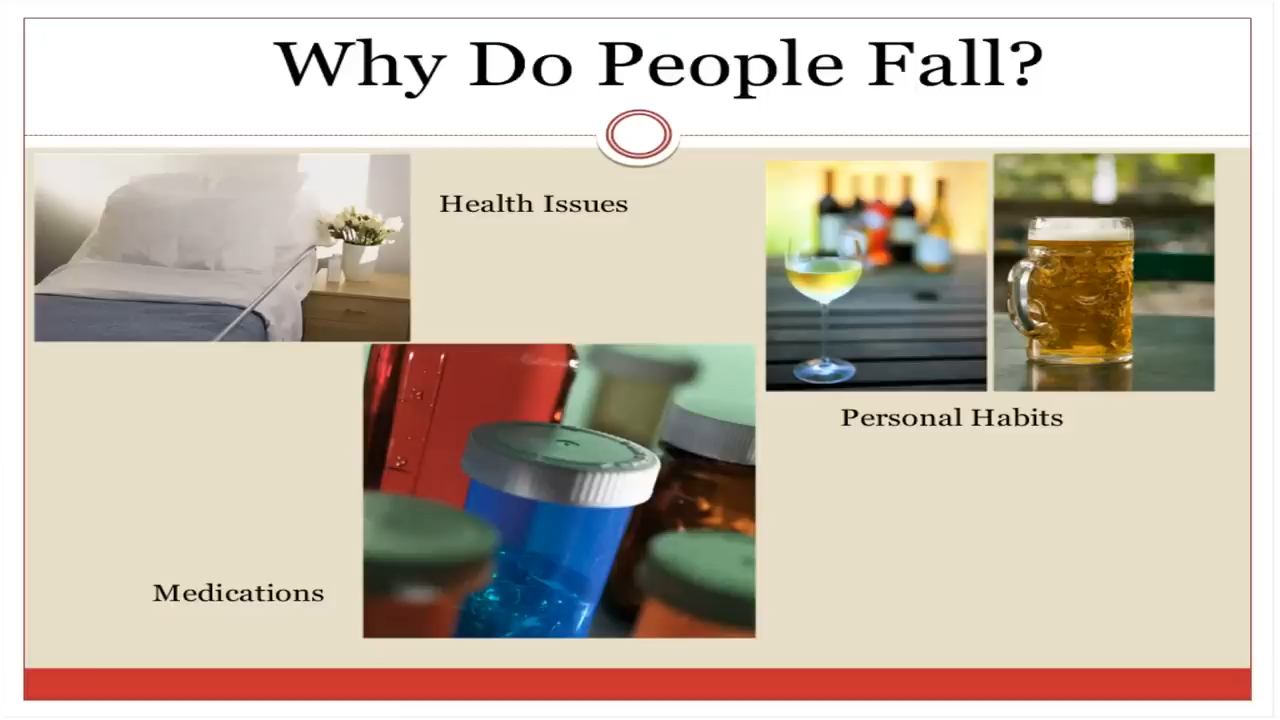 Why Do People Fall?
Health Issues
Personal Habits
Medications